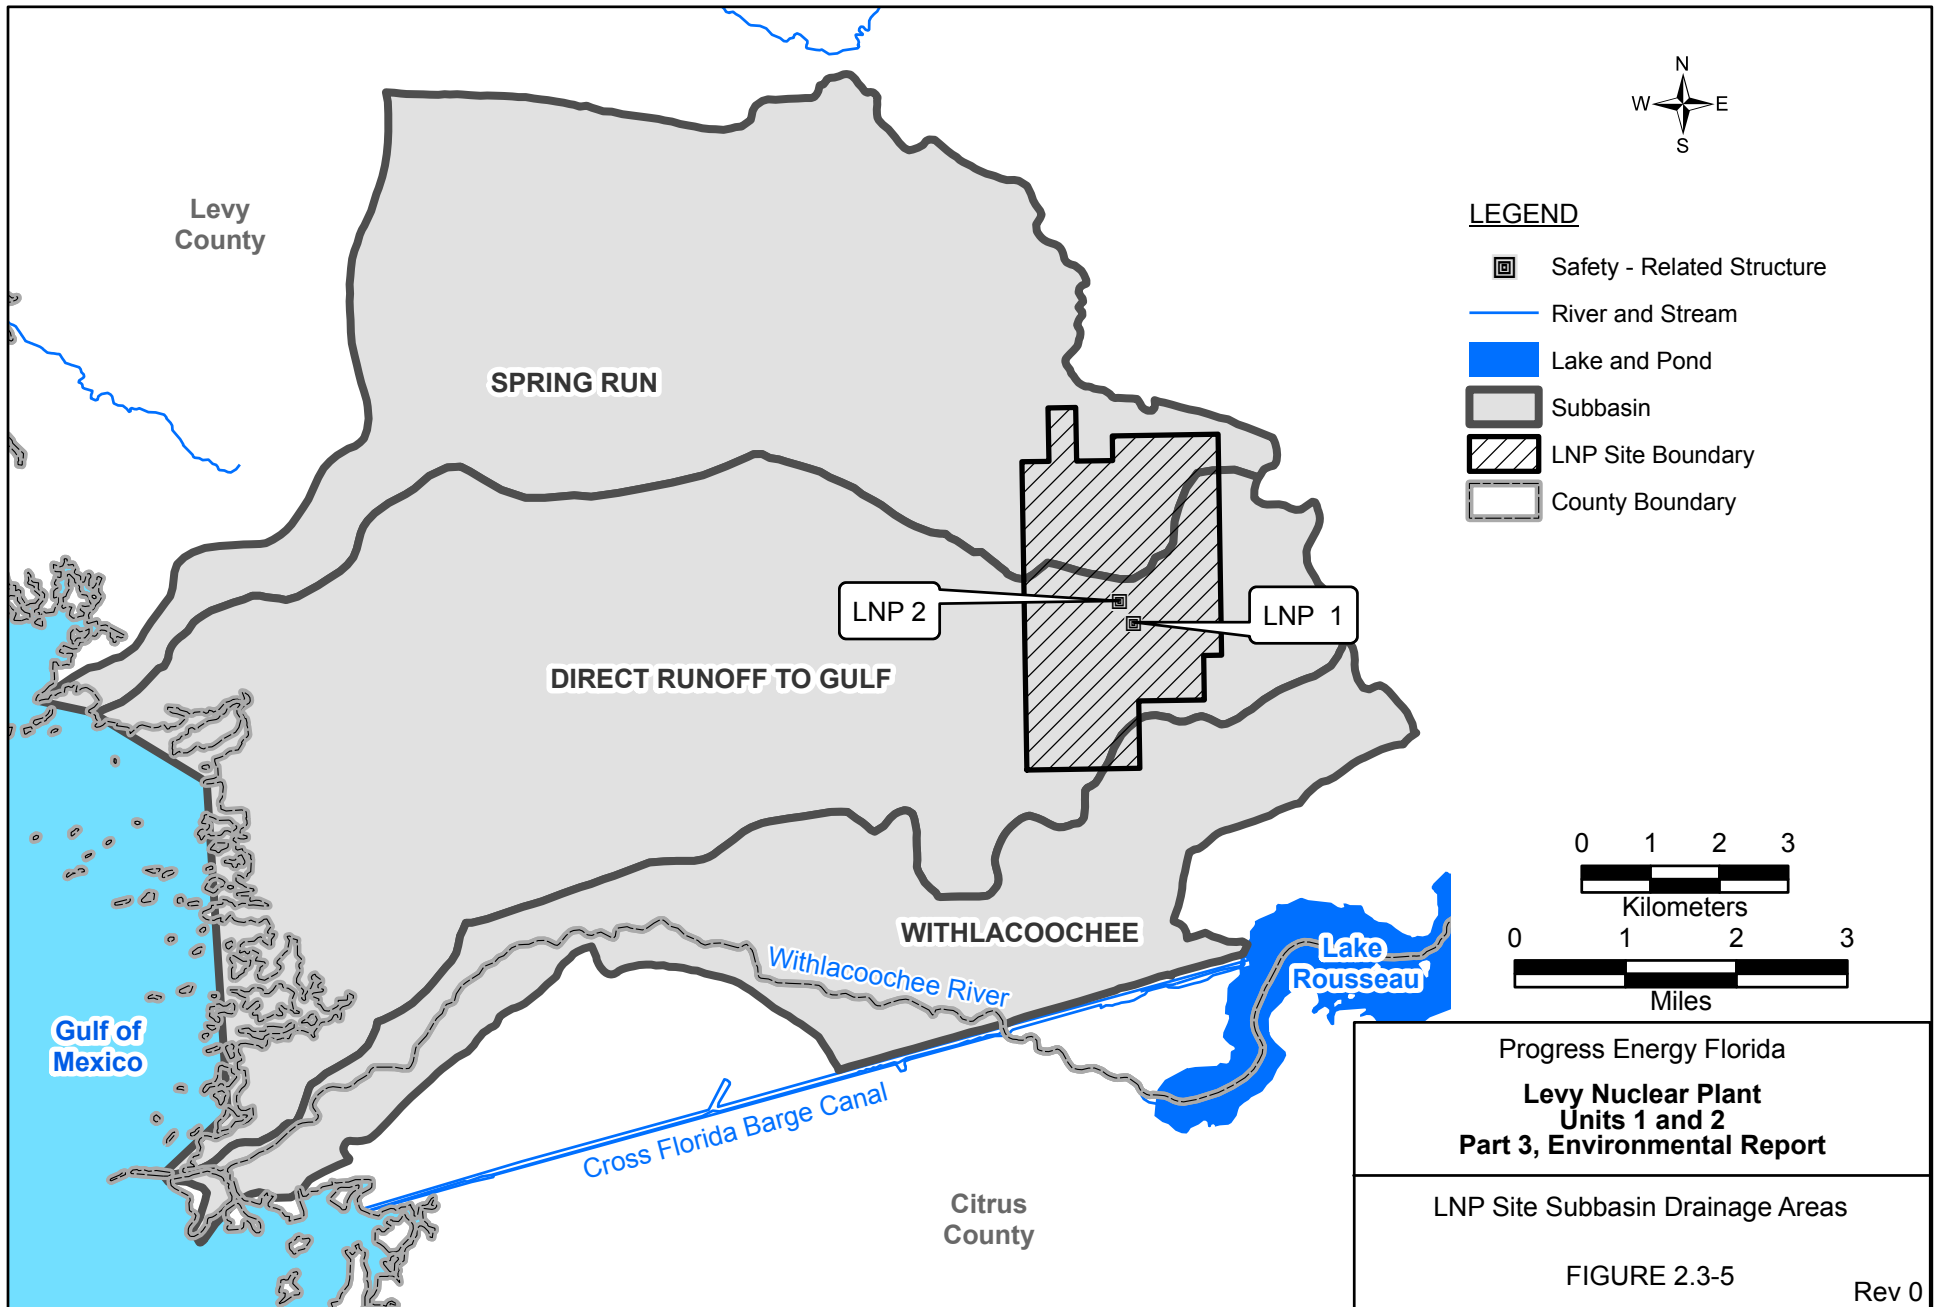 N
W
E
S
Levy
County
LEGEND
Safety - Related Structure
River and Stream
Lake and Pond
Subbasin
LNP Site Boundary
County Boundary
SPRING RUN
LNP 2
LNP 1
DIRECT RUNOFF TO GULF
WITHLACOOCHEE
Withlacoochee River
Lake
Rousseau
Gulf of
Mexico
Cross Florida Barge Canal
Citrus
County
0 1 2 3
Kilometers
0 1 2 3
Miles
Progress Energy Florida
Levy Nuclear Plant
Units 1 and 2
Part 3, Environmental Report
LNP Site Subbasin Drainage Areas
FIGURE 2.3-5
Rev 0